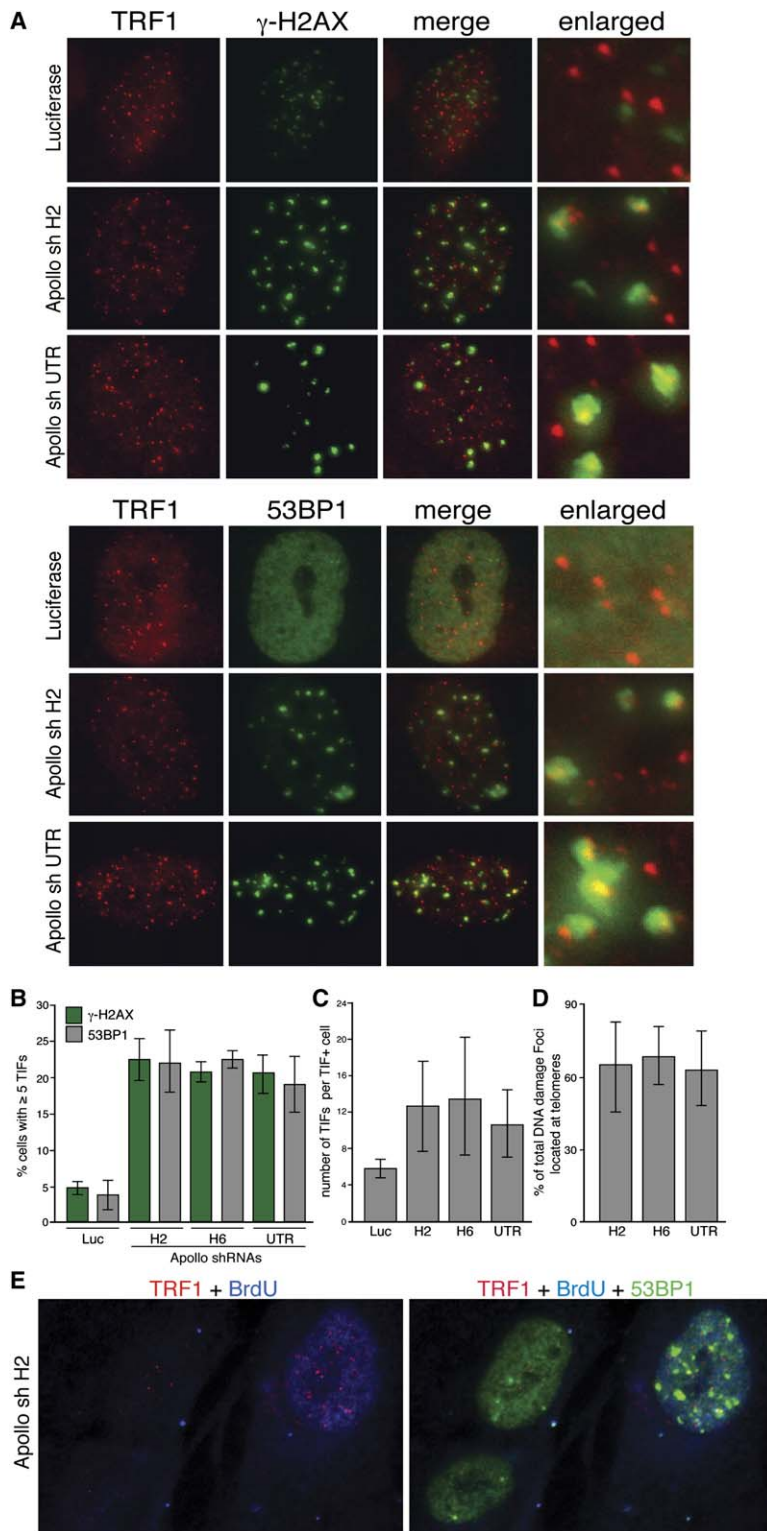 A
TRF1 γ-H2AX merge enlarged
Luciferase
Apollo sh H2
Apollo sh UTR
TRF1 53BP1 merge enlarged
Luciferase
Apollo sh H2
Apollo sh UTR
B
% cells with ≥ 5 TIFs
30
25
20
15
10
5
0
γ-H2AX
53BP1
Luc H2 H6 UTR
Apollo shRNAs
C
number of TIFs per TIF+ cell
24
20
16
12
8
4
0
Luc H2 H6 UTR
D
% of total DNA damage Foci
located at telomeres
90
60
30
0
H2 H6 UTR
E
TRF1 + BrdU
TRF1 + BrdU + 53BP1
Apollo sh H2